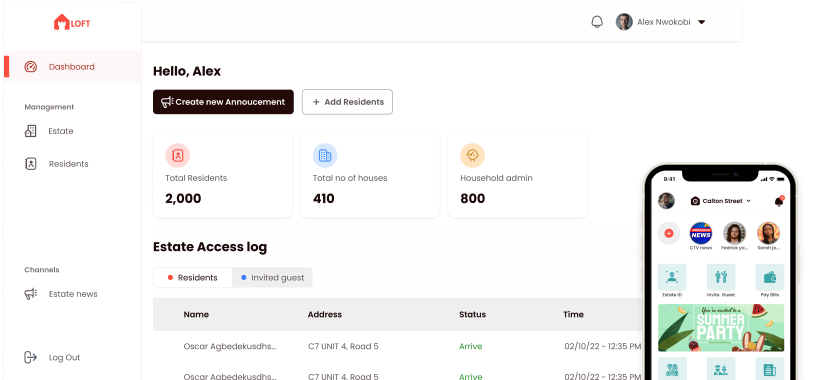 LOFT
Alex Nwokobi
Dashboard
Management
Estate
Residents
Channels
Estate news
Log Out
Hello, Alex
Create new Annoucement
+ Add Residents
Total Residents
2,000
Total no of houses
410
Household admin
800
Estate Access log
Residents
Invited guest
Name Address Status Time
Oscar Agbedekusdhs... C7 UNIT 4, Road 5 Arrive 02/10/22 - 12:35 PM
Oscar Agbedekusdhs... C7 UNIT 4, Road 5 Arrive 02/10/22 - 12:35 PM
9:41
Calton Street
BREAKING
NEWS
CTV news
Fedrick yo...
Sarah jo...
Estate ID
Invite Guest
Pay Bills
You're invited to a
SUMMER
PARTY